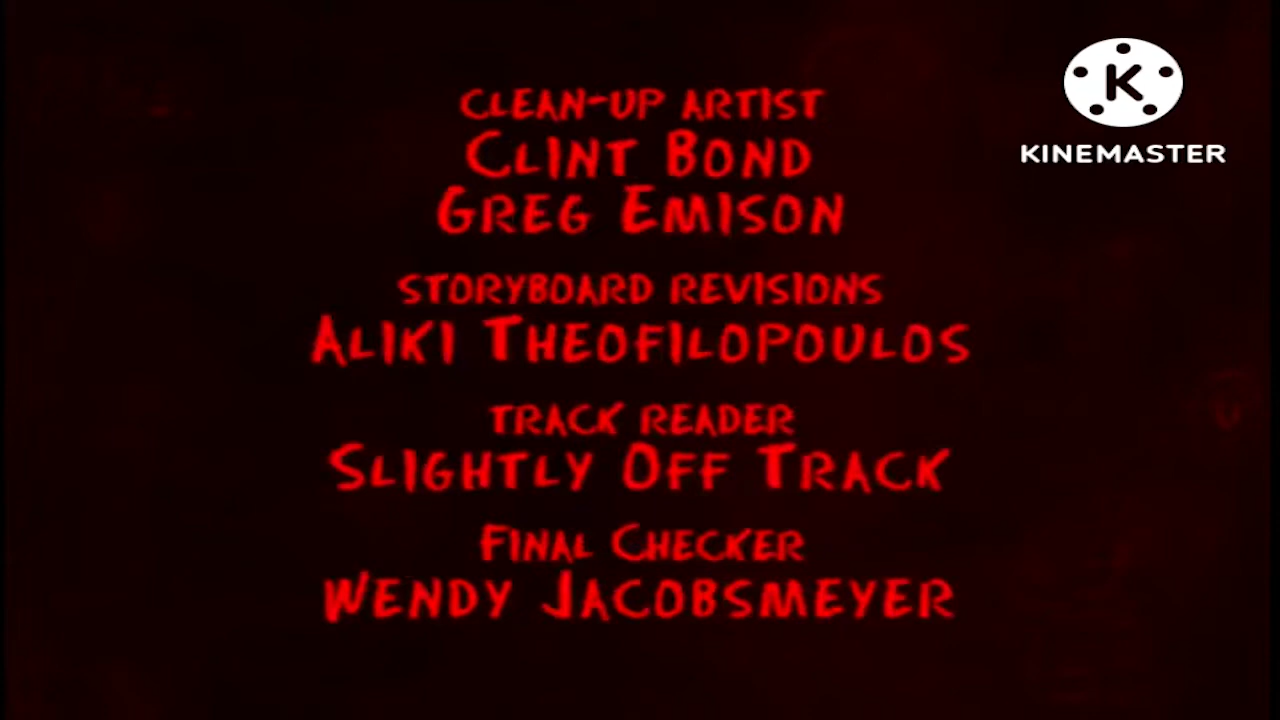 CLEAN-UP ARTIST
CLINT BOND
GREG EMISON
STORYBOARD REVISIONS
ALIKI THEOFILOPOULOS
TRACK READER
SLIGHTLY OFF TRACK
FINAL CHECKER
WENDY JACOBSMEYER
K
KINEMASTER